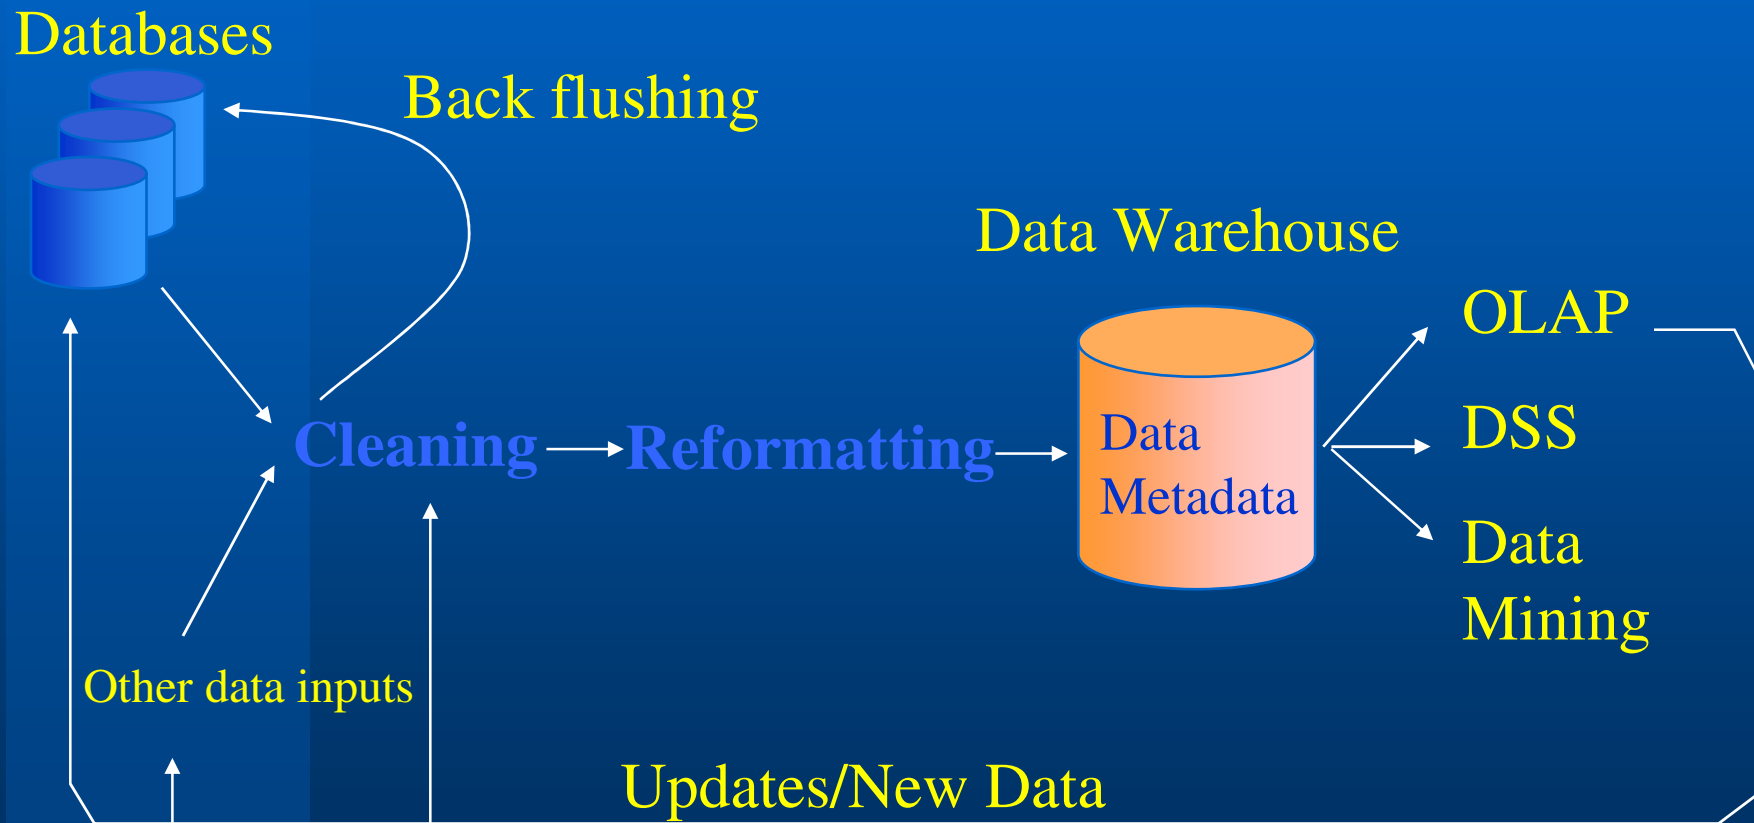 Databases
Back flushing
Data Warehouse
OLAP
DSS
Data
Mining
Cleaning
Reformatting
Data
Metadata
Other data inputs
Updates/New Data